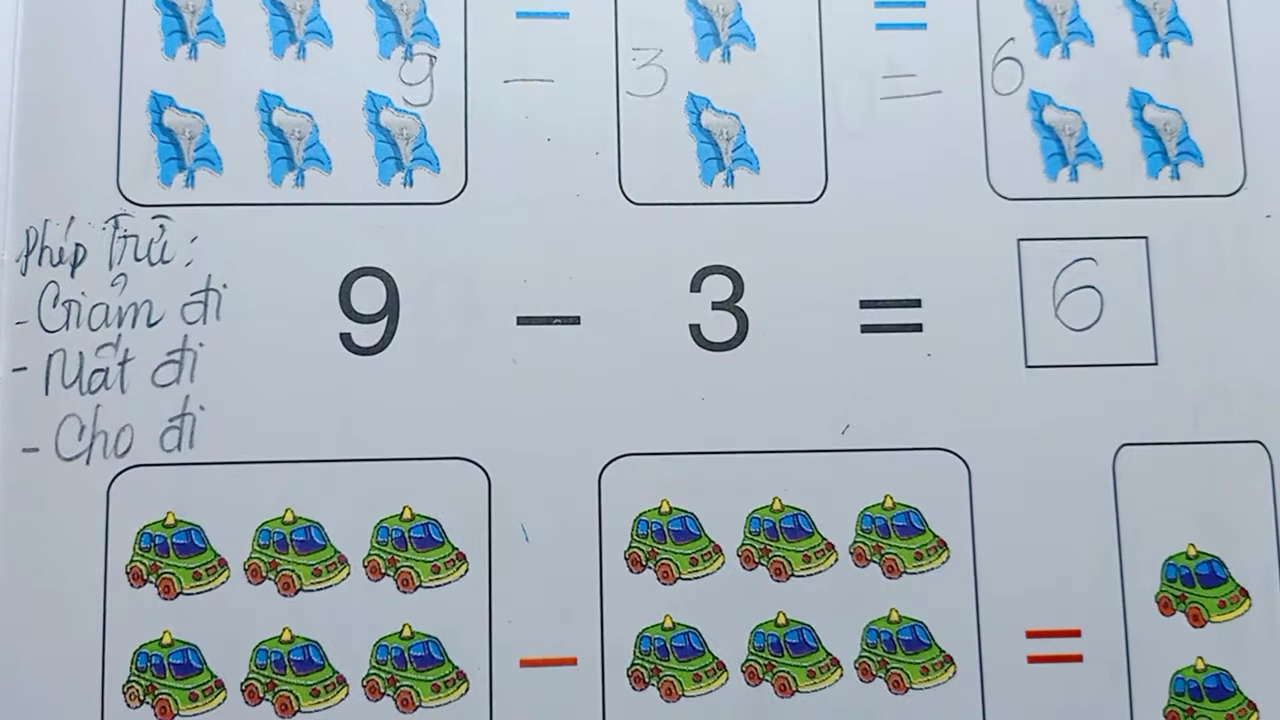 9 - 3 = 6
Phép Trừ:
- Giảm đi
- Mất đi
- Cho đi
9 - 3 = 6
- =